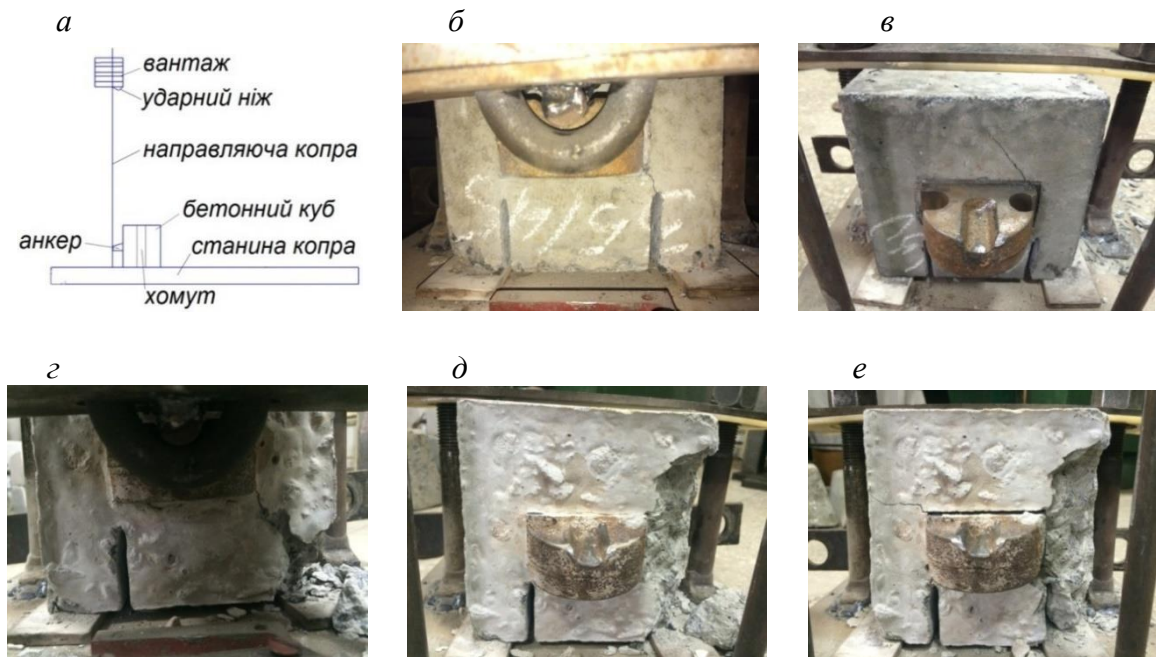 а
б
в
вантаж
ударний ніж
направляюча копра
бетонний куб
анкер
станина копра
хомут
г
д
е